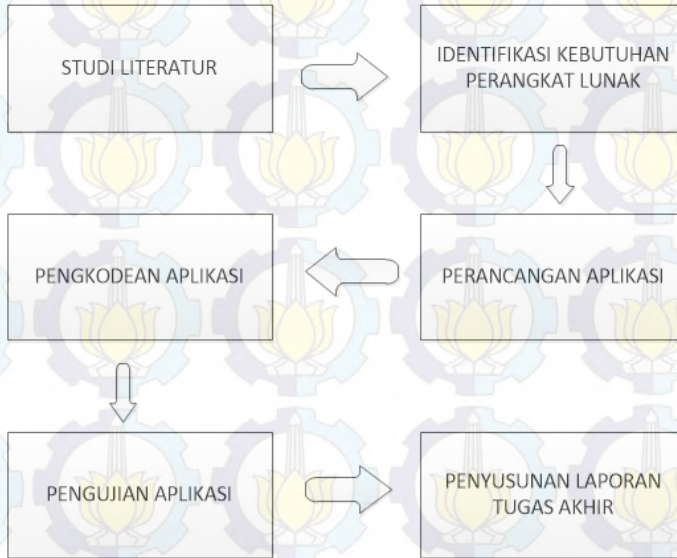 STUDI LITERATUR
IDENTIFIKASI KEBUTUHAN
PERANGKAT LUNAK
PERANCANGAN APLIKASI
PENGKODEAN APLIKASI
PENGUJIAN APLIKASI
PENYUSUNAN LAPORAN
TUGAS AKHIR